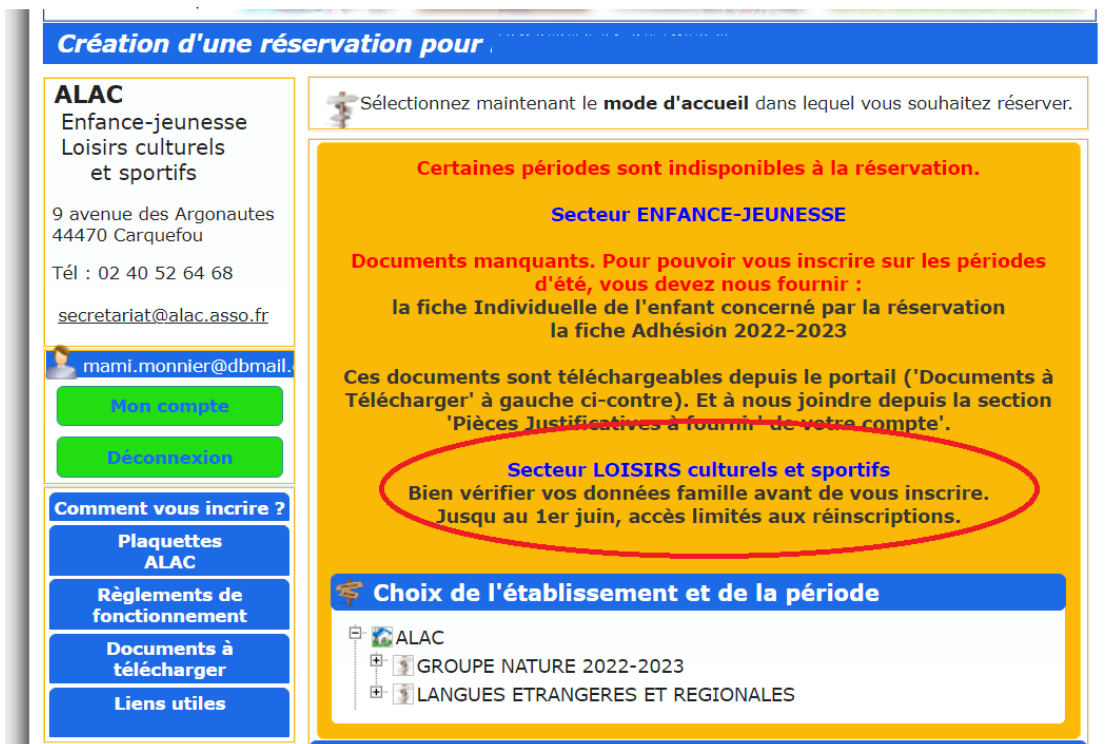 Création d'une réservation pour
ALAC
Enfance-jeunesse
Loisirs culturels
et sportifs
9 avenue des Argonautes
44470 Carquefou
Tél : 02 40 52 64 68
secretariat@alac.asso.fr
mami.monnier@dbmail.
Mon compte
Déconnexion
Comment vous incrire ?
Plaquettes
ALAC
Règlements de
fonctionnement
Documents à
télécharger
Liens utiles
Sélectionnez maintenant le mode d'accueil dans lequel vous souhaitez réserver.
Certaines périodes sont indisponibles à la réservation.
Secteur ENFANCE-JEUNESSE
Documents manquants. Pour pouvoir vous inscrire sur les périodes
d'été, vous devez nous fournir :
la fiche Individuelle de l'enfant concerné par la réservation
la fiche Adhésion 2022-2023
Ces documents sont téléchargeables depuis le portail ('Documents à
Télécharger' à gauche ci-contre). Et à nous joindre depuis la section
'Pièces Justificatives à fournir' de votre compte'.
Secteur LOISIRS culturels et sportifs
Bien vérifier vos données famille avant de vous inscrire.
Jusqu au 1er juin, accès limités aux réinscriptions.
Choix de l'établissement et de la période
ALAC
GROUPE NATURE 2022-2023
LANGUES ETRANGERES ET REGIONALES